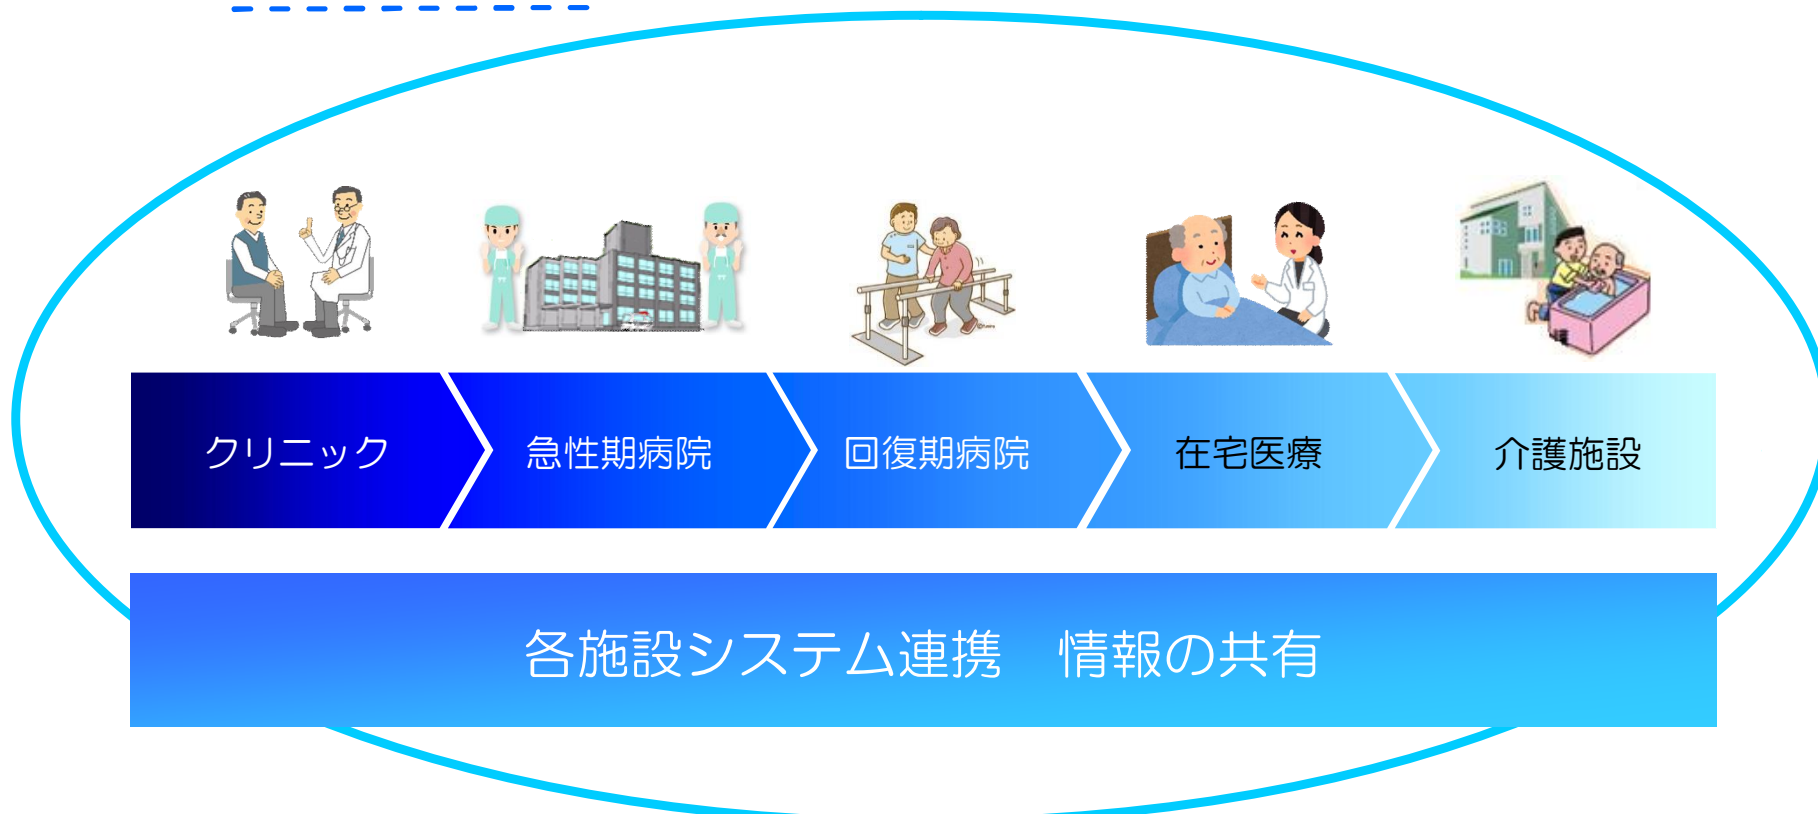 クリニック
急性期病院
回復期病院
在宅医療
介護施設
各施設システム連携　情報の共有